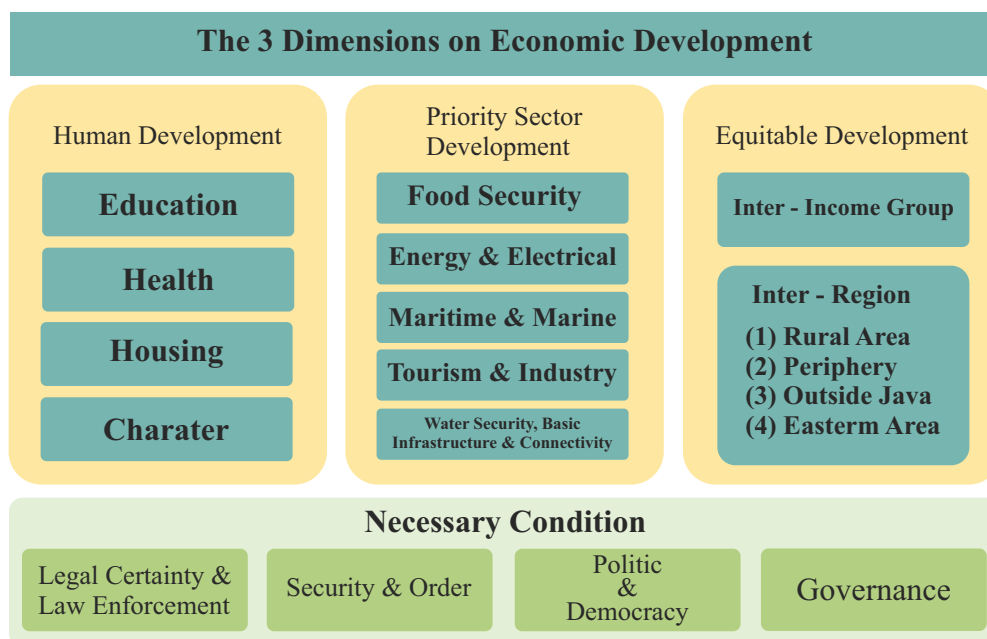 The 3 Dimensions on Economic Development
Human Development
Education
Health
Housing
Charater
Priority Sector
Development
Food Security
Energy & Electrical
Maritime & Marine
Tourism & Industry
Water Security, Basic
Infrastructure & Connectivity
Equitable Development
Inter - Income Group
Inter - Region
(1) Rural Area
(2) Periphery
(3) Outside Java
(4) Easterm Area
Necessary Condition
Legal Certainty &
Law Enforcement
Security & Order
Politic
&
Democracy
Governance